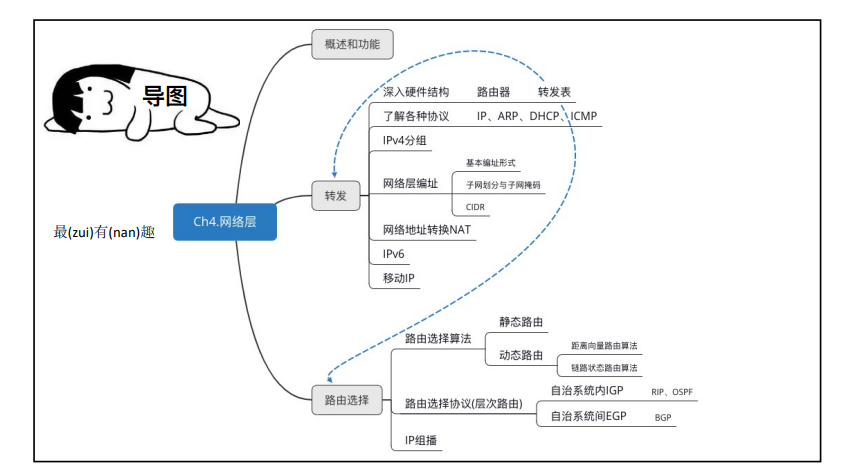 导图
最(zui)有(nan)趣
Ch4.网络层
概述和功能
转发
深入硬件结构 路由器 转发表
了解各种协议 IP、ARP、DHCP、ICMP
IPv4分组
网络层编址
基本编址形式
子网划分与子网掩码
CIDR
网络地址转换NAT
IPv6
移动IP
路由选择
路由选择算法
静态路由
动态路由
距离向量路由算法
链路状态路由算法
路由选择协议(层次路由)
自治系统内IGP RIP、OSPF
自治系统间EGP BGP
IP组播